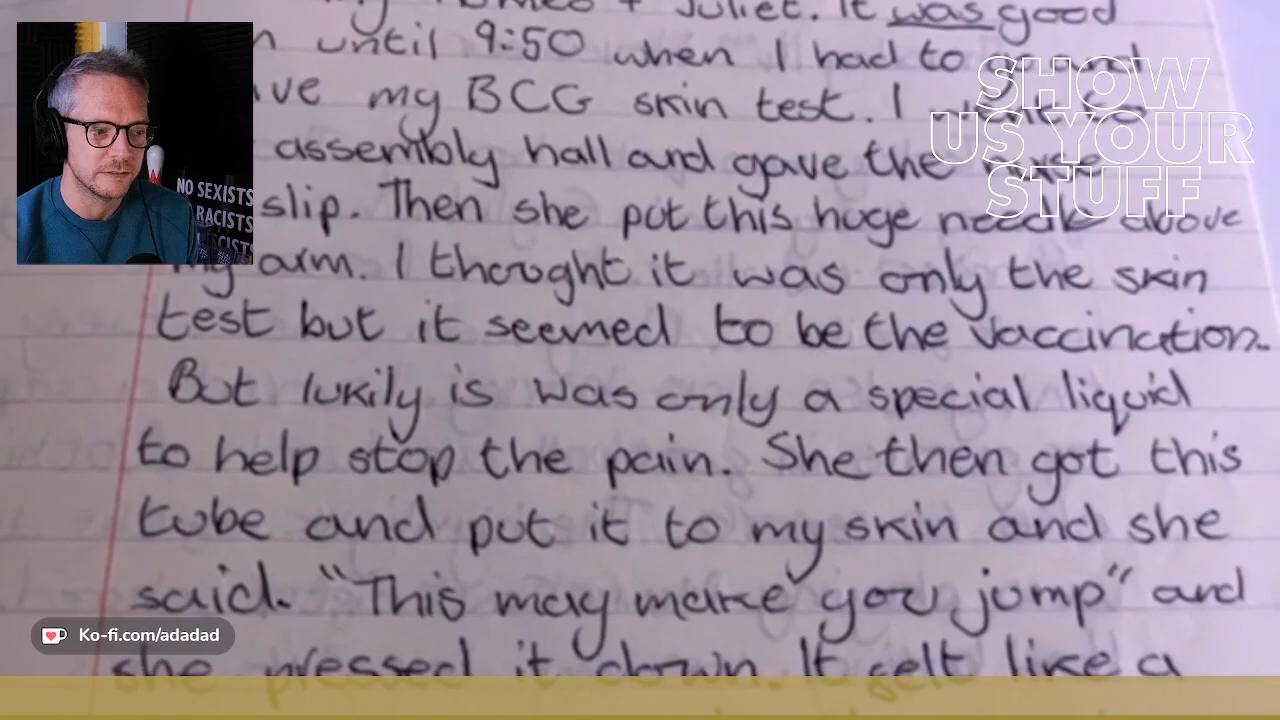 Juliet. It was good
until 9:50 when I had to
my BCG skin test. I
assembly hall and gave the
slip. Then she put this huge needle above
my arm. I thought it was only the skin
test but it seemed to be the vaccination.
But lukily is was only a special liquid
to help stop the pain. She then got this
tube and put it to my skin and she
said. "This may make you jump" and
she pressed it down. It felt like a
SHOW
US YOUR
STUFF
NO SEXISTS
RACISTS
Ko-fi.com/adadad